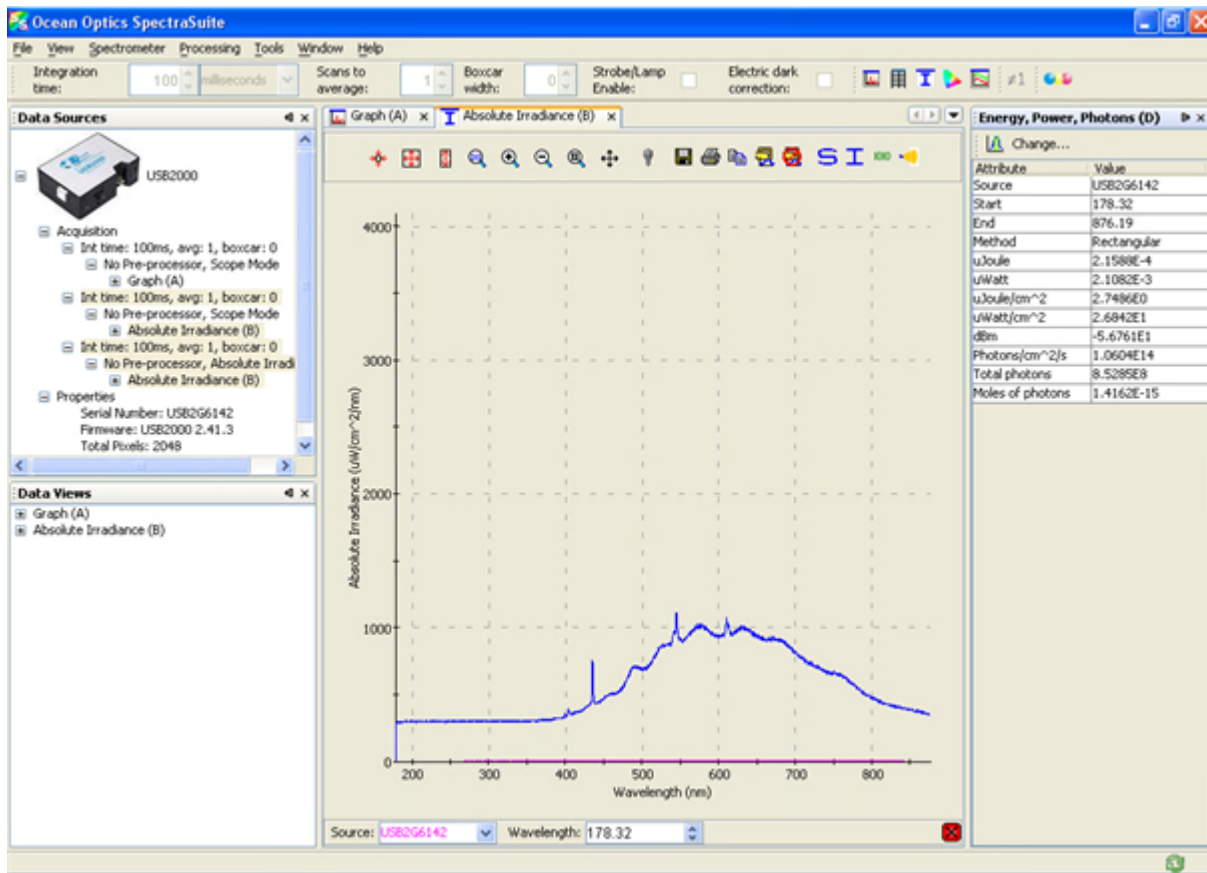 Ocean Optics SpectraSuite
File View Spectrometer Processing Tools Window Help
Integration time: 100 milliseconds Scans to average: 1 Boxcar width: 0 Strobe/Lamp Enable: Electric dark correction: ≠1
Data Sources
USB2000
Acquisition
Int time: 100ms, avg: 1, boxcar: 0
No Pre-processor, Scope Mode
Graph (A)
Int time: 100ms, avg: 1, boxcar: 0
No Pre-processor, Scope Mode
Absolute Irradiance (B)
Int time: 100ms, avg: 1, boxcar: 0
No Pre-processor, Absolute Irradi
Absolute Irradiance (B)
Properties
Serial Number: USB2G6142
Firmware: USB2000 2.41.3
Total Pixels: 2048
Data Views
Graph (A)
Absolute Irradiance (B)
Graph (A) x Absolute Irradiance (B) x
S
4000
3000
2000
1000
0
Absolute Irradiance (uW/cm^2/nm)
200 300 400 500 600 700 800
Wavelength (nm)
Source: USB2G6142 Wavelength: 178.32
Energy, Power, Photons (D)
Change...
Attribute Value
Source USB2G6142
Start 178.32
End 876.19
Method Rectangular
uJoule 2.1588E-4
uWatt 2.1082E-3
uJoule/cm^2 2.7486E0
uWatt/cm^2 2.6842E1
dBm -5.6761E1
Photons/cm^2/s 1.0604E14
Total photons 8.5285E8
Moles of photons 1.4162E-15